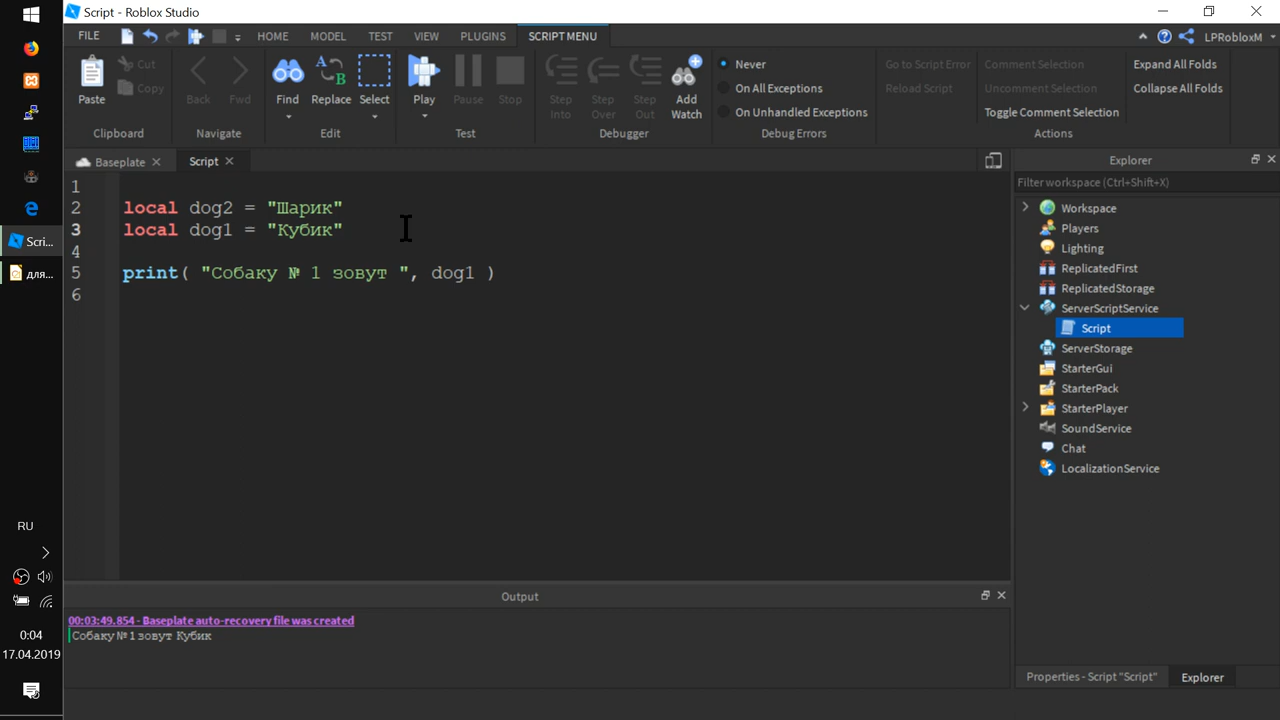 Script - Roblox Studio
FILE HOME MODEL TEST VIEW PLUGINS SCRIPT MENU LPRobloxM
Paste Cut Copy
Clipboard
Back Fwd
Navigate
Find Replace Select
Edit
Play Pause Stop
Test
Step Into Step Over Step Out Add Watch
Debugger
Never
On All Exceptions
On Unhandled Exceptions
Debug Errors
Go to Script Error
Reload Script
Comment Selection
Uncomment Selection
Toggle Comment Selection
Expand All Folds
Collapse All Folds
Actions
Baseplate Script
1
2 local dog2 = "Шарик"
3 local dog1 = "Кубик"
4
5 print( "Собаку № 1 зовут ", dog1 )
6
Explorer
Filter workspace (Ctrl+Shift+X)
Workspace
Players
Lighting
ReplicatedFirst
ReplicatedStorage
ServerScriptService
Script
ServerStorage
StarterGui
StarterPack
StarterPlayer
SoundService
Chat
LocalizationService
Properties - Script "Script" Explorer
Output
00:03:49.854 - Baseplate auto-recovery file was created
Собаку № 1 зовут Кубик
Scri...
для...
RU
0:04
17.04.2019